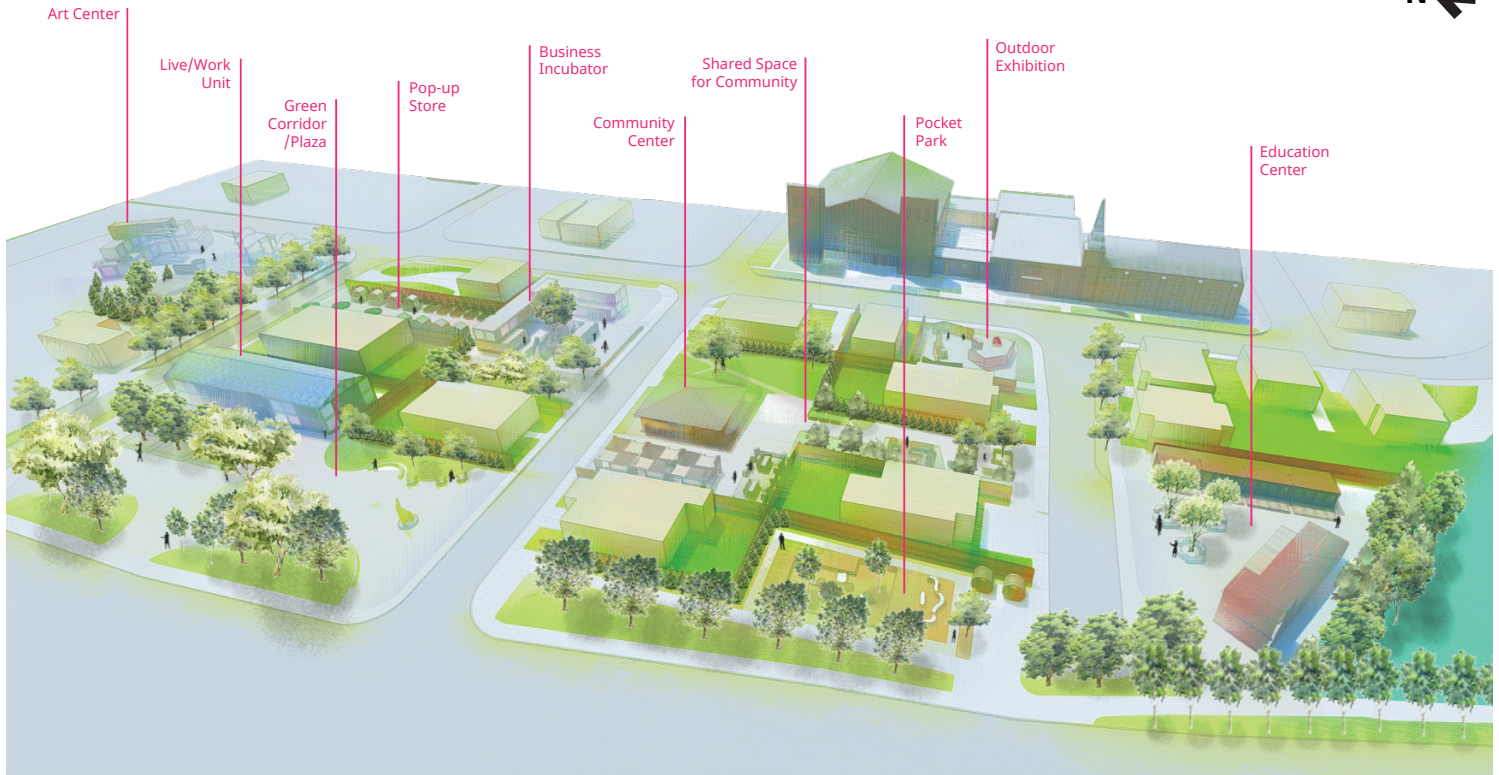 Art Center
Live/Work
Unit
Green
Corridor
/Plaza
Pop-up
Store
Business
Incubator
Community
Center
Shared Space
for Community
Pocket
Park
Outdoor
Exhibition
Education
Center
N